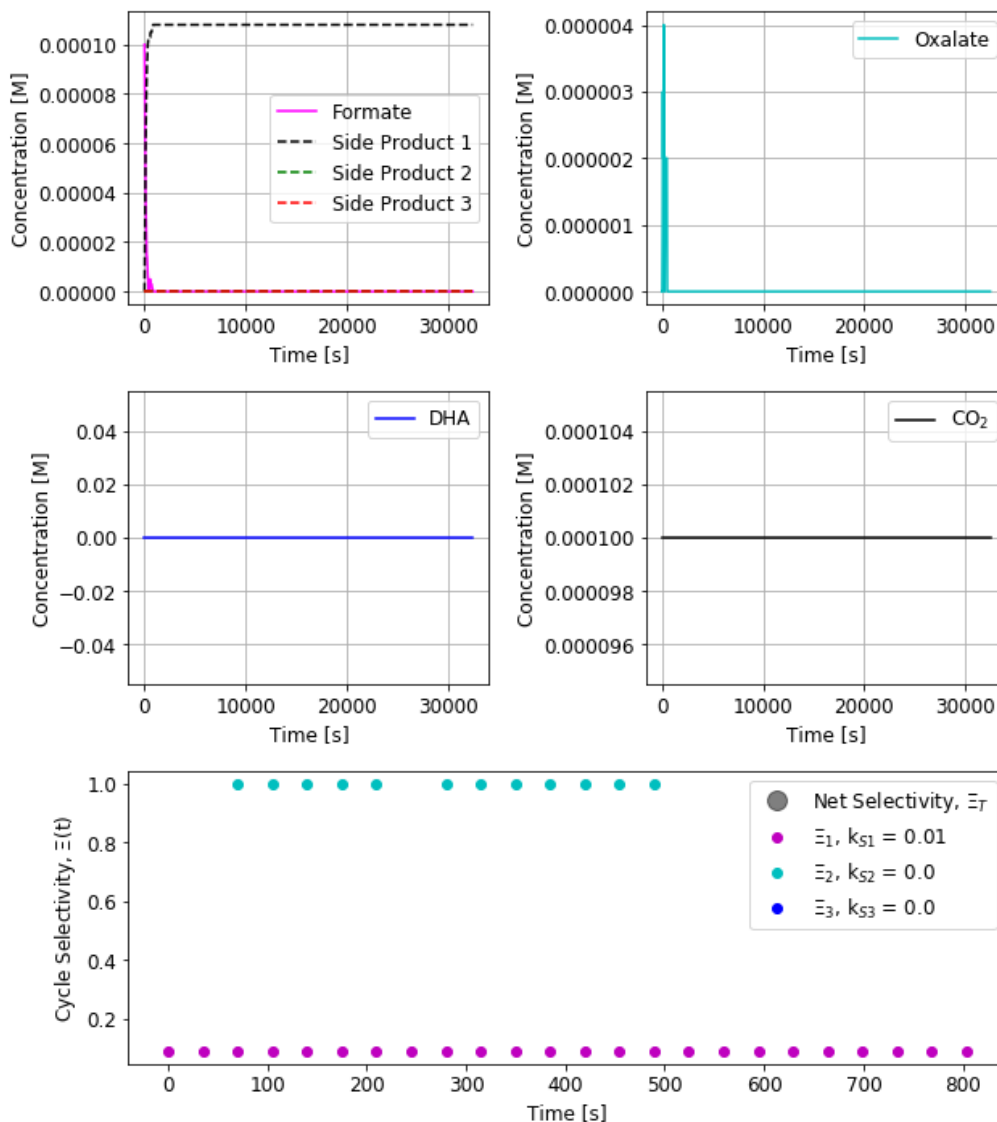 0.00010
0.00008
0.00006
0.00004
0.00002
0.00000
Concentration [M]
Formate
Side Product 1
Side Product 2
Side Product 3
0 10000 20000 30000
Time [s]
0.000004
0.000003
0.000002
0.000001
0.000000
Concentration [M]
Oxalate
0 10000 20000 30000
Time [s]
0.04
0.02
0.00
−0.02
−0.04
Concentration [M]
DHA
0 10000 20000 30000
Time [s]
0.000104
0.000102
0.000100
0.000098
0.000096
Concentration [M]
CO₂
0 10000 20000 30000
Time [s]
1.0
0.8
0.6
0.4
0.2
Cycle Selectivity, Ξ(t)
Net Selectivity, Ξ_T
Ξ₁, k_S1 = 0.01
Ξ₂, k_S2 = 0.0
Ξ₃, k_S3 = 0.0
0 100 200 300 400 500 600 700 800
Time [s]